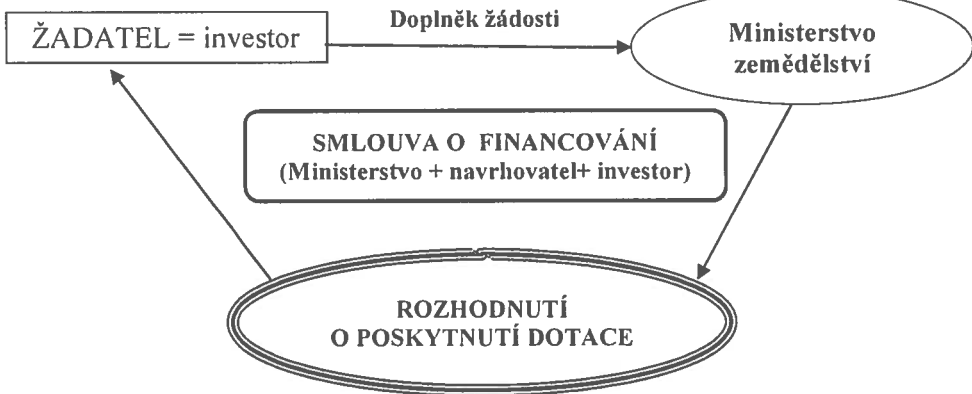 Doplněk žádosti
ŽADATEL = investor
Ministerstvo
zemědělství
SMLOUVA O FINANCOVÁNÍ
(Ministerstvo + navrhovatel+ investor)
ROZHODNUTÍ
O POSKYTNUTÍ DOTACE